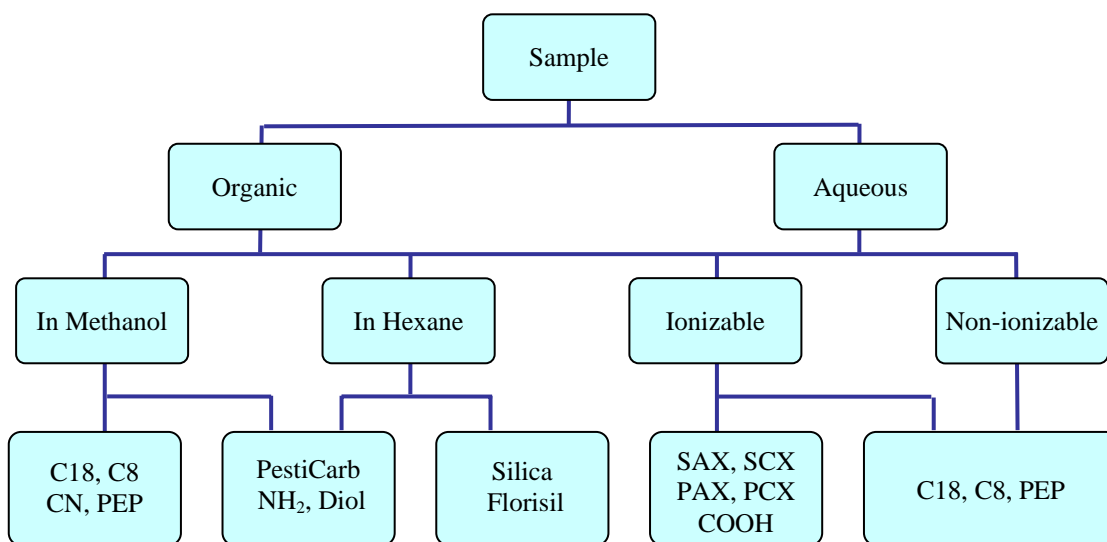 Sample
Organic
Aqueous
In Methanol
In Hexane
Ionizable
Non-ionizable
C18, C8
CN, PEP
PestiCarb
NH₂, Diol
Silica
Florisil
SAX, SCX
PAX, PCX
COOH
C18, C8, PEP